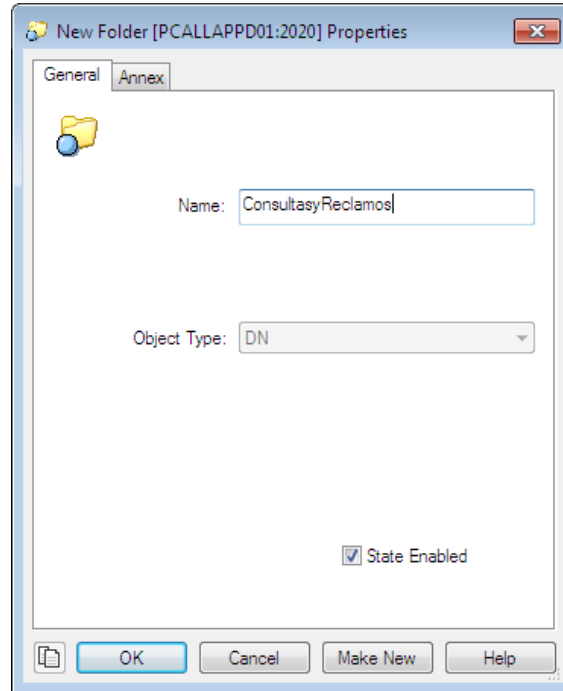 New Folder [PCALLAPPD01:2020] Properties
General Annex
Name: ConsultasyReclamos
Object Type: DN
State Enabled
OK Cancel Make New Help